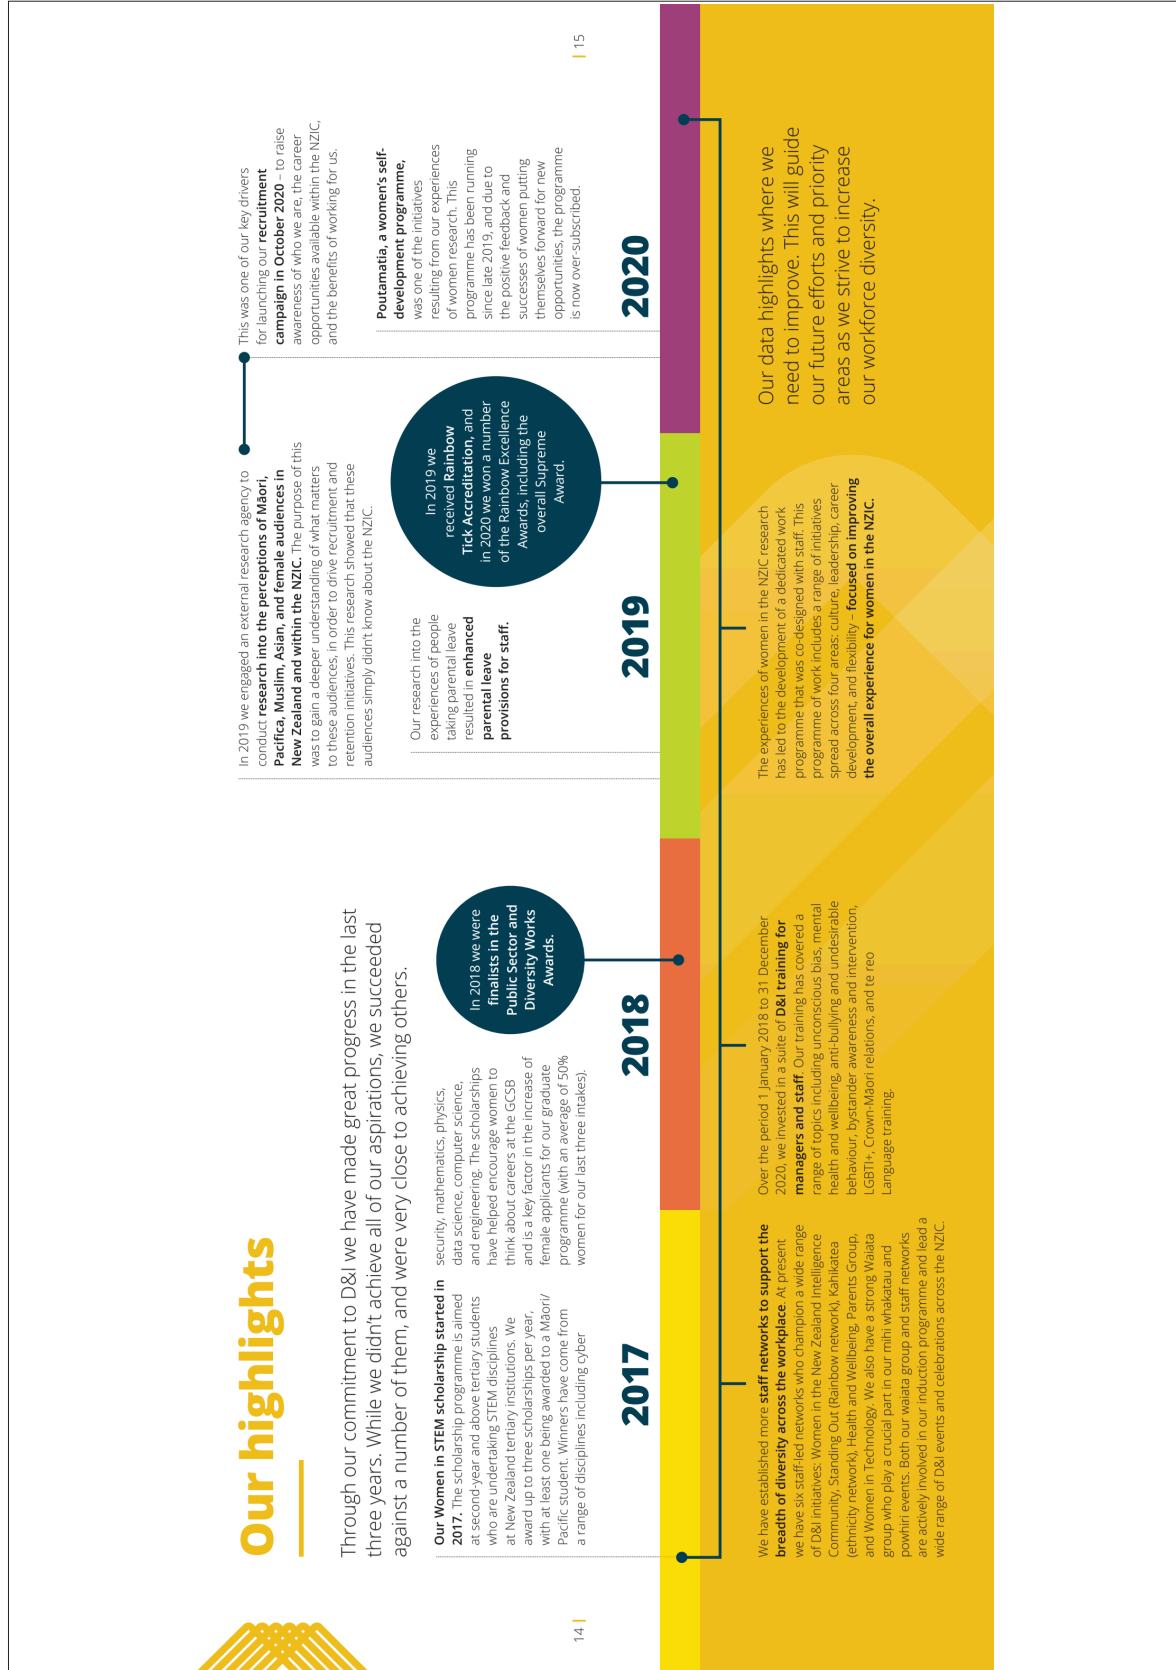 Our highlights
Through our commitment to D&I we have made great progress in the last
three years. While we didn't achieve all of our aspirations, we succeeded
against a number of them, and were very close to achieving others.
Our Women in STEM scholarship started in
2017. The scholarship programme is aimed
at second-year and above tertiary students
who are undertaking STEM disciplines
at New Zealand tertiary institutions. We
award up to three scholarships per year,
with at least one being awarded to a Māori/
Pacific student. Winners have come from
a range of disciplines including cyber
security, mathematics, physics,
data science, computer science,
and engineering. The scholarships
have helped encourage women to
think about careers at the GCSB
and is a key factor in the increase of
female applicants for our graduate
programme (with an average of 50%
women for our last three intakes).
In 2018 we were
finalists in the
Public Sector and
Diversity Works
Awards.
In 2019 we engaged an external research agency to
conduct research into the perceptions of Māori,
Pacifica, Muslim, Asian, and female audiences in
New Zealand and within the NZIC. The purpose of this
was to gain a deeper understanding of what matters
to these audiences, in order to drive recruitment and
retention initiatives. This research showed that these
audiences simply didn't know about the NZIC.
This was one of our key drivers
for launching our recruitment
campaign in October 2020 – to raise
awareness of who we are, the career
opportunities available within the NZIC,
and the benefits of working for us.
Our research into the
experiences of people
taking parental leave
resulted in enhanced
parental leave
provisions for staff.
In 2019 we
received Rainbow
Tick Accreditation, and
in 2020 we won a number
of the Rainbow Excellence
Awards, including the
overall Supreme
Award.
Poutamatia, a women's self-
development programme,
was one of the initiatives
resulting from our experiences
of women research. This
programme has been running
since late 2019, and due to
the positive feedback and
successes of women putting
themselves forward for new
opportunities, the programme
is now over-subscribed.
2017
2018
2019
2020
We have established more staff networks to support the
breadth of diversity across the workplace. At present
we have six staff-led networks who champion a wide range
of D&I initiatives: Women in the New Zealand Intelligence
Community, Standing Out (Rainbow network), Kahikatea
(ethnicity network), Health and Wellbeing, Parents Group,
and Women in Technology. We also have a strong Waiata
group who play a crucial part in our mihi whakatau and
powhiri events. Both our waiata group and staff networks
are actively involved in our induction programme and lead a
wide range of D&I events and celebrations across the NZIC.
Over the period 1 January 2018 to 31 December
2020, we invested in a suite of D&I training for
managers and staff. Our training has covered a
range of topics including unconscious bias, mental
health and wellbeing, anti-bullying and undesirable
behaviour, bystander awareness and intervention,
LGBTI+, Crown-Māori relations, and te reo
Language training.
The experiences of women in the NZIC research
has led to the development of a dedicated work
programme that was co-designed with staff. This
programme of work includes a range of initiatives
spread across four areas: culture, leadership, career
development, and flexibility – focused on improving
the overall experience for women in the NZIC.
Our data highlights where we
need to improve. This will guide
our future efforts and priority
areas as we strive to increase
our workforce diversity.
14 |
| 15